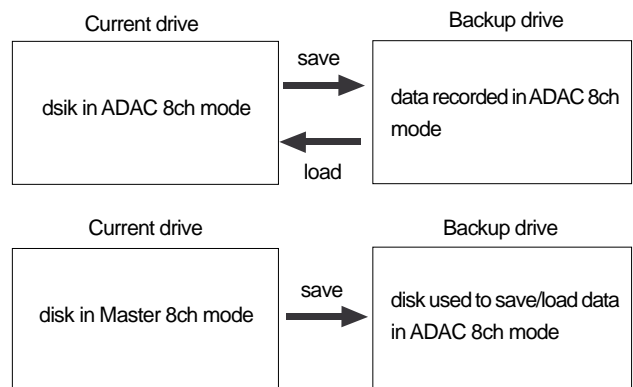 Current drive
Backup drive
save
dsik in ADAC 8ch mode
data recorded in ADAC 8ch
mode
load
Current drive
Backup drive
save
disk in Master 8ch mode
disk used to save/load data
in ADAC 8ch mode